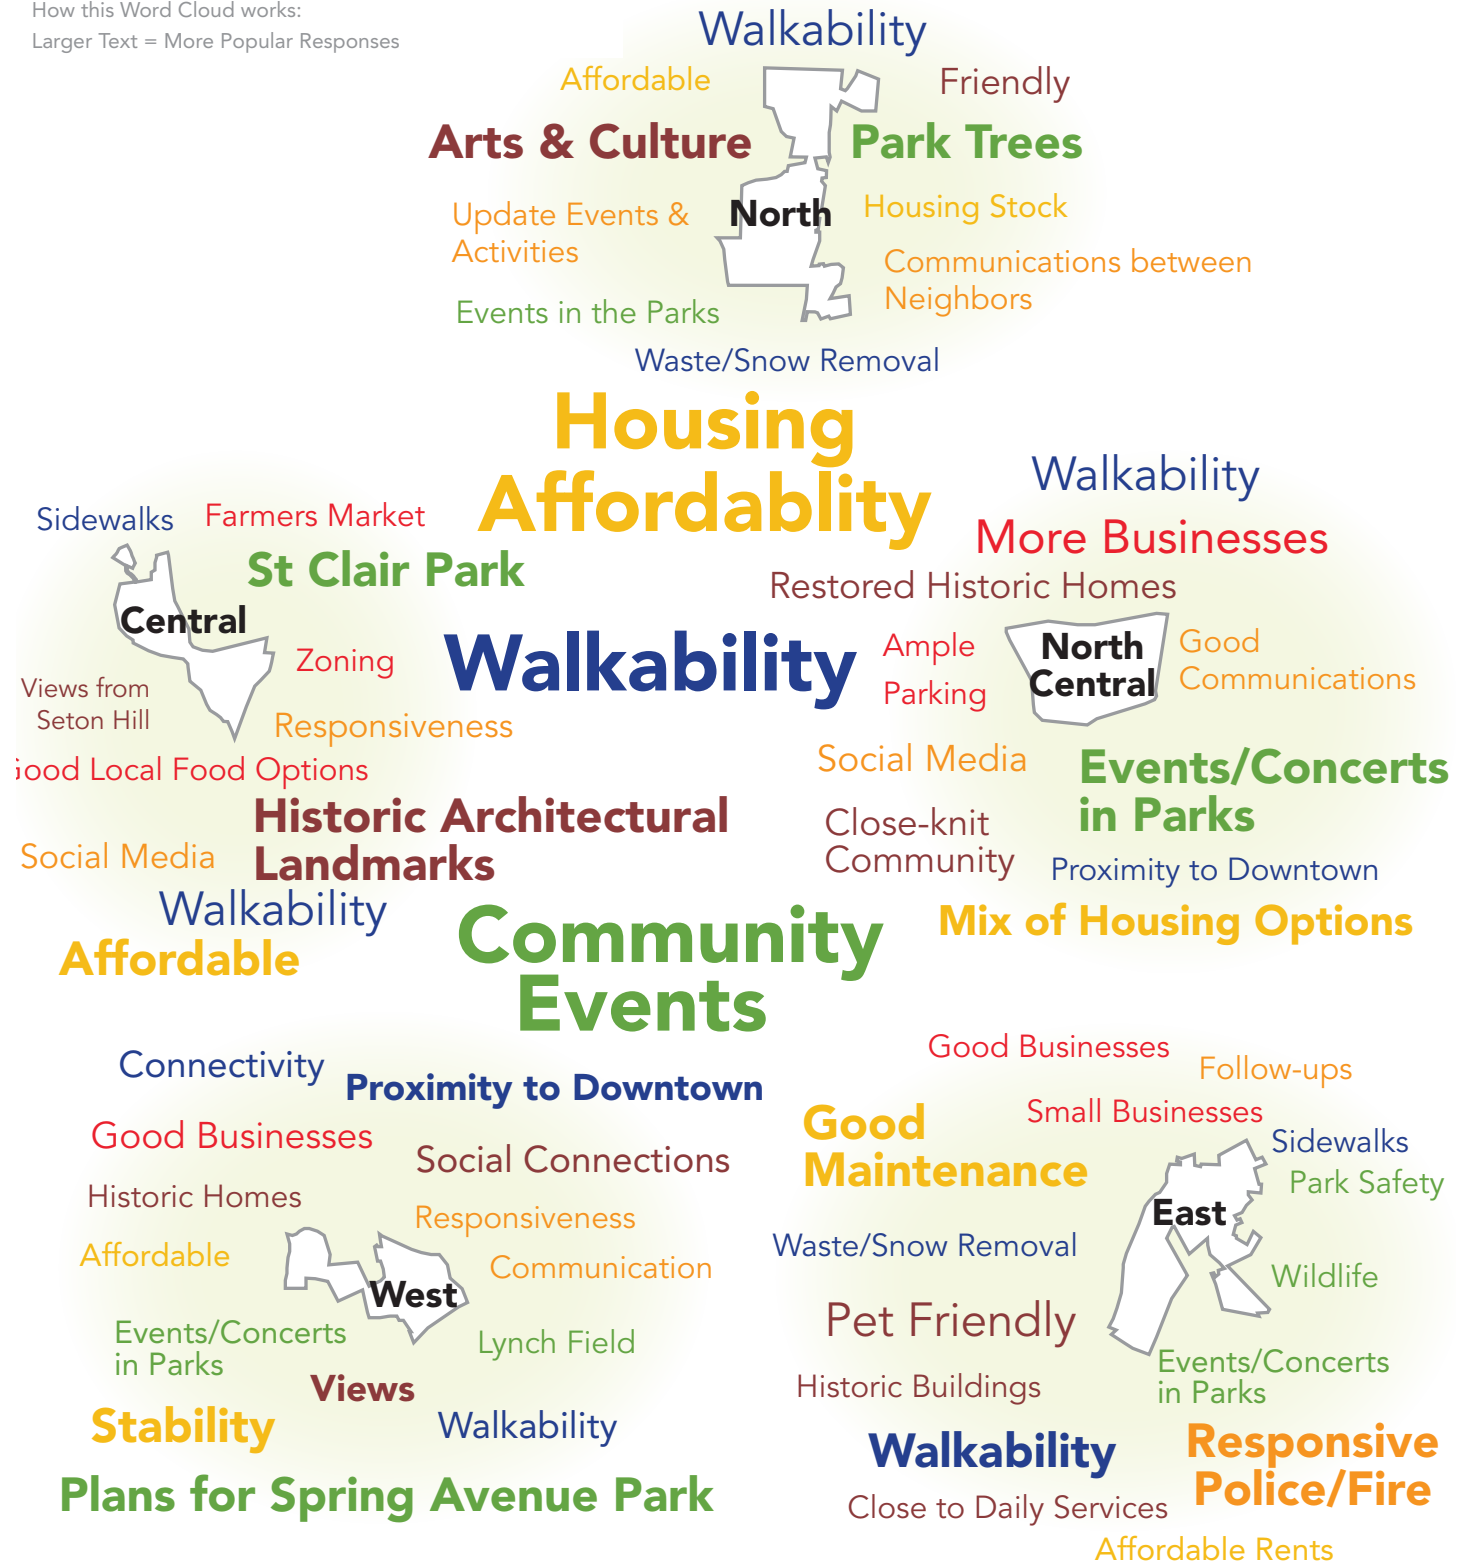 How this Word Cloud works:
Larger Text = More Popular Responses
Walkability
Affordable
Friendly
Arts & Culture
Park Trees
Update Events &
Activities
North
Housing Stock
Communications between
Neighbors
Events in the Parks
Waste/Snow Removal
Housing
Affordablity
Sidewalks
Farmers Market
St Clair Park
Central
Zoning
Views from
Seton Hill
Responsiveness
ood Local Food Options
Historic Architectural
Landmarks
Social Media
Walkability
Affordable
Walkability
Community
Events
Walkability
More Businesses
Restored Historic Homes
Ample
Parking
North
Central
Good
Communications
Social Media
Events/Concerts
in Parks
Close-knit
Community
Proximity to Downtown
Mix of Housing Options
Connectivity
Proximity to Downtown
Good Businesses
Social Connections
Historic Homes
Responsiveness
Affordable
Communication
West
Events/Concerts
in Parks
Lynch Field
Views
Stability
Walkability
Plans for Spring Avenue Park
Good Businesses
Follow-ups
Good
Maintenance
Small Businesses
Sidewalks
Park Safety
East
Waste/Snow Removal
Wildlife
Pet Friendly
Events/Concerts
in Parks
Historic Buildings
Walkability
Responsive
Police/Fire
Close to Daily Services
Affordable Rents